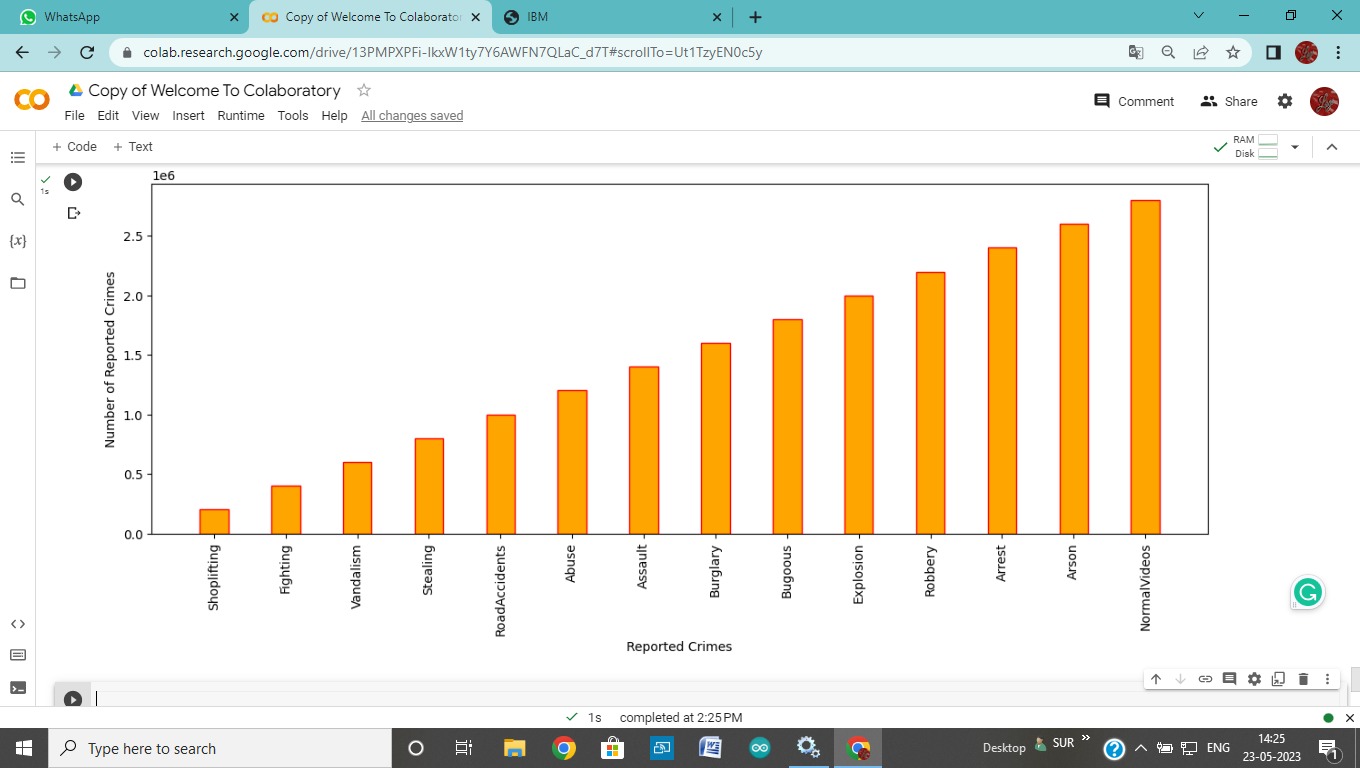 WhatsApp
Copy of Welcome To Colaborator
IBM
colab.research.google.com/drive/13PMPXPFi-IkxW1ty7Y6AWFN7QLaC_d7T#scrollTo=Ut1TzyEN0c5y
CO
Copy of Welcome To Colaboratory
Comment
Share
File Edit View Insert Runtime Tools Help All changes saved
+ Code + Text
RAM
Disk
1s
{x}
1e6
2.5
2.0
1.5
1.0
0.5
0.0
Number of Reported Crimes
Shoplifting
Fighting
Vandalism
Stealing
RoadAccidents
Abuse
Assault
Burglary
Bugoous
Explosion
Robbery
Arrest
Arson
NormalVideos
Reported Crimes
1s completed at 2:25 PM
Type here to search
Desktop
SUR
ENG
14:25
23-05-2023
1